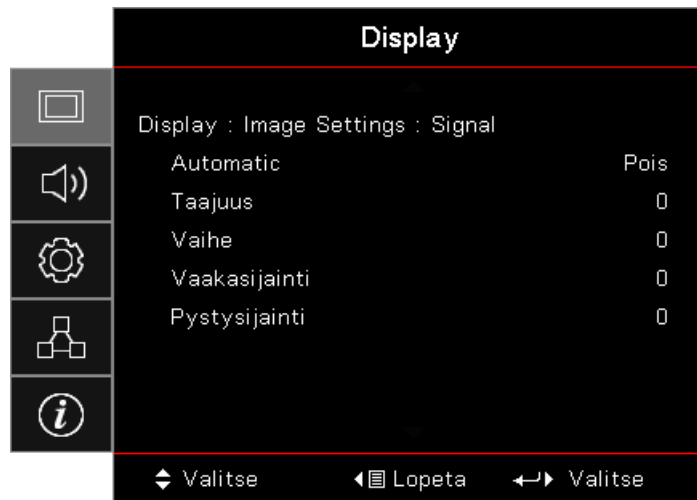 Display
Display : Image Settings : Signal
Automatic Pois
Taajuus 0
Vaihe 0
Vaakasijainti 0
Pystysijainti 0
Valitse Lopeta Valitse